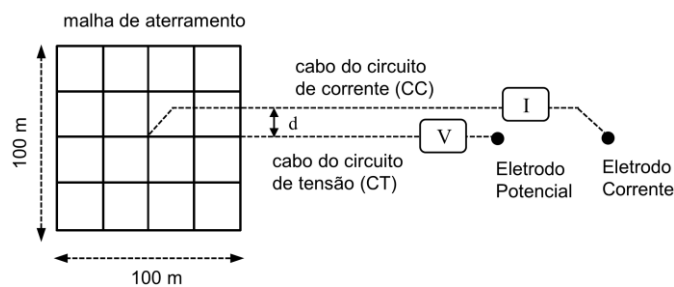 malha de aterramento
cabo do circuito
de corrente (CC)
I
d
V
100 m
cabo do circuito
de tensão (CT)
Eletrodo
Potencial
Eletrodo
Corrente
100 m